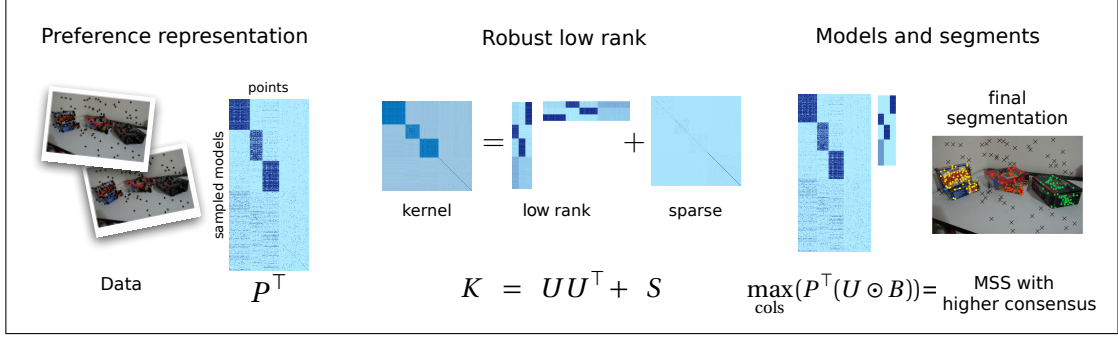 Preference representation
Robust low rank
Models and segments
points
sampled models
Data
P⊤
=
+
kernel
low rank
sparse
K = UU⊤ + S
final
segmentation
max(P⊤(U ⊙ B))=
cols
MSS with
higher consensus